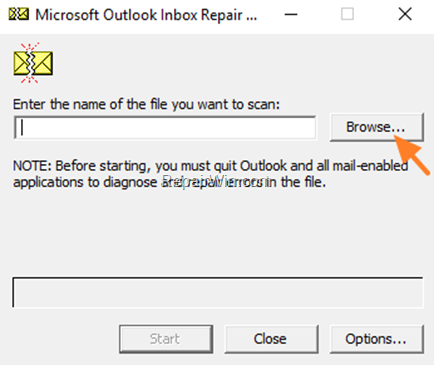 Microsoft Outlook Inbox Repair ...
Enter the name of the file you want to scan:
Browse...
NOTE: Before starting, you must quit Outlook and all mail-enabled
applications to diagnose and repair errors in the file.
RepairWin.com
Start
Close
Options...